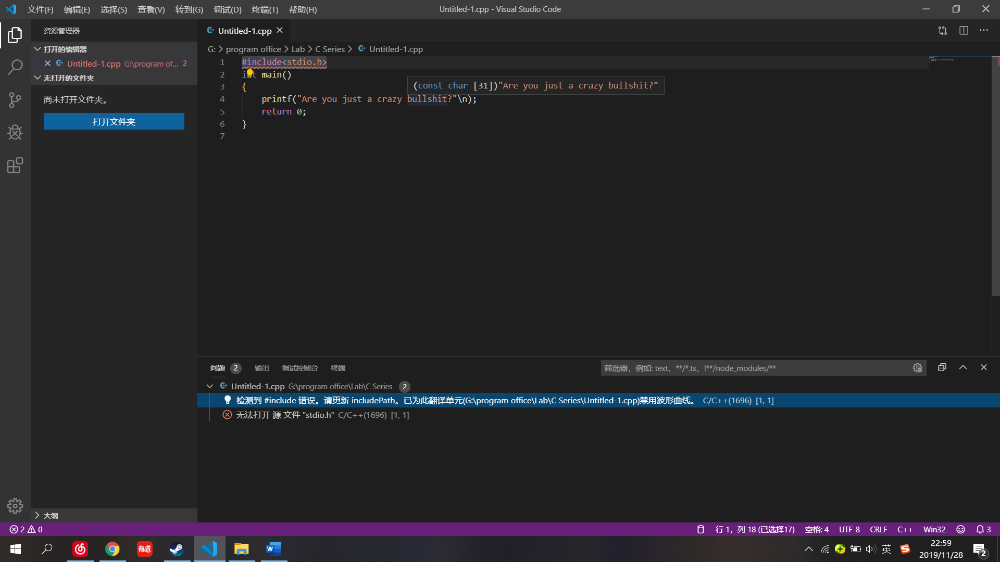 文件(F) 编辑(E) 选择(S) 查看(V) 转到(G) 调试(D) 终端(T) 帮助(H)
Untitled-1.cpp - Visual Studio Code
资源管理器
打开的编辑器
Untitled-1.cpp G:\program of... 2
无打开的文件夹
尚未打开文件夹。
打开文件夹
大纲
Untitled-1.cpp
G: > program office > Lab > C Series > Untitled-1.cpp
1 #include<stdio.h>
2 int main()
3 {
(const char [31])"Are you just a crazy bullshit?"
4 printf("Are you just a crazy bullshit?"\n);
5 return 0;
6 }
7
问题 2 输出 调试控制台 终端
筛选器，例如: text、**/*.ts、!**/node_modules/**
Untitled-1.cpp G:\program office\Lab\C Series 2
检测到 #include 错误。请更新 includePath。已为此翻译单元(G:\program office\Lab\C Series\Untitled-1.cpp)禁用波形曲线。 C/C++(1696) [1, 1]
无法打开 源 文件 "stdio.h" C/C++(1696) [1, 1]
2 0
行 1，列 18 (已选择17) 空格: 4 UTF-8 CRLF C++ Win32 3
有道
W
英
S
22:59
2019/11/28
2